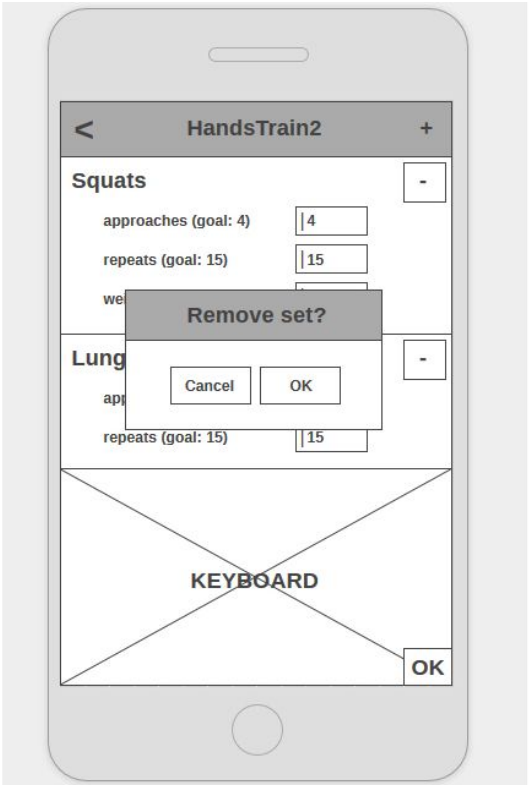 < HandsTrain2 +
Squats -
approaches (goal: 4) 4
repeats (goal: 15) 15
Remove set?
Cancel OK
-
repeats (goal: 15) 15
KEYBOARD
OK